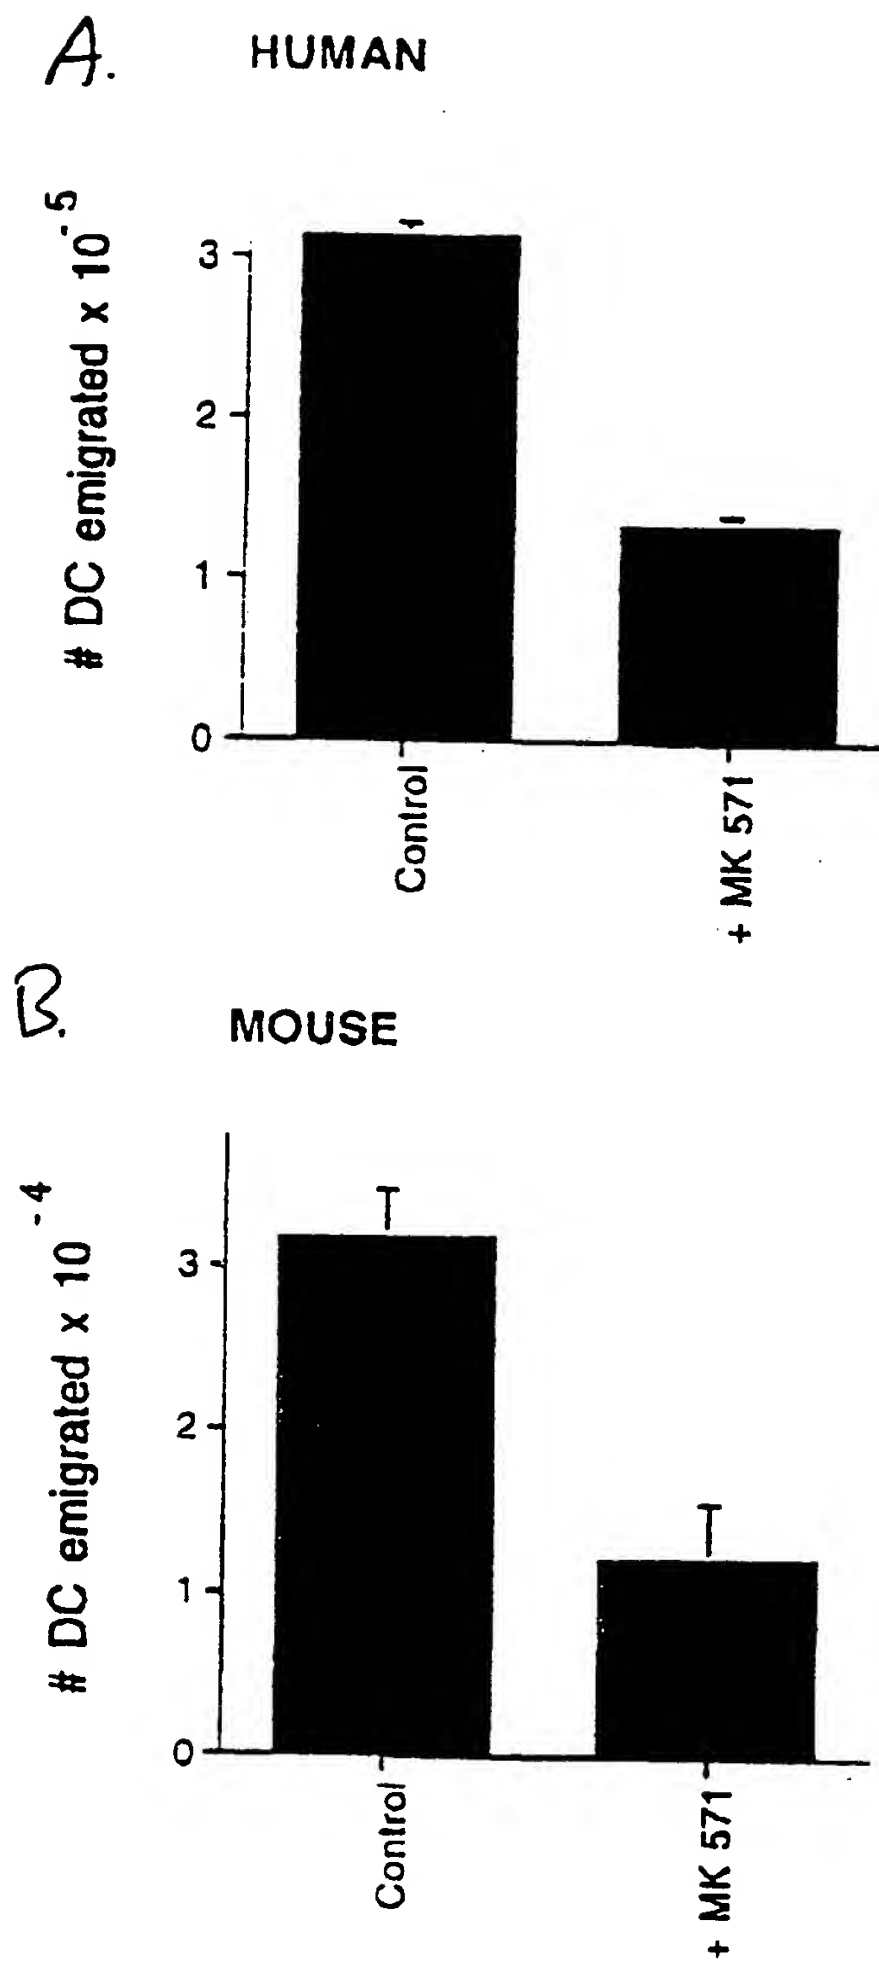 A. HUMAN
# DC emigrated x 10-5
3
2
1
0
Control
+ MK 571
B. MOUSE
# DC emigrated x 10-4
3
2
1
0
Control
+ MK 571